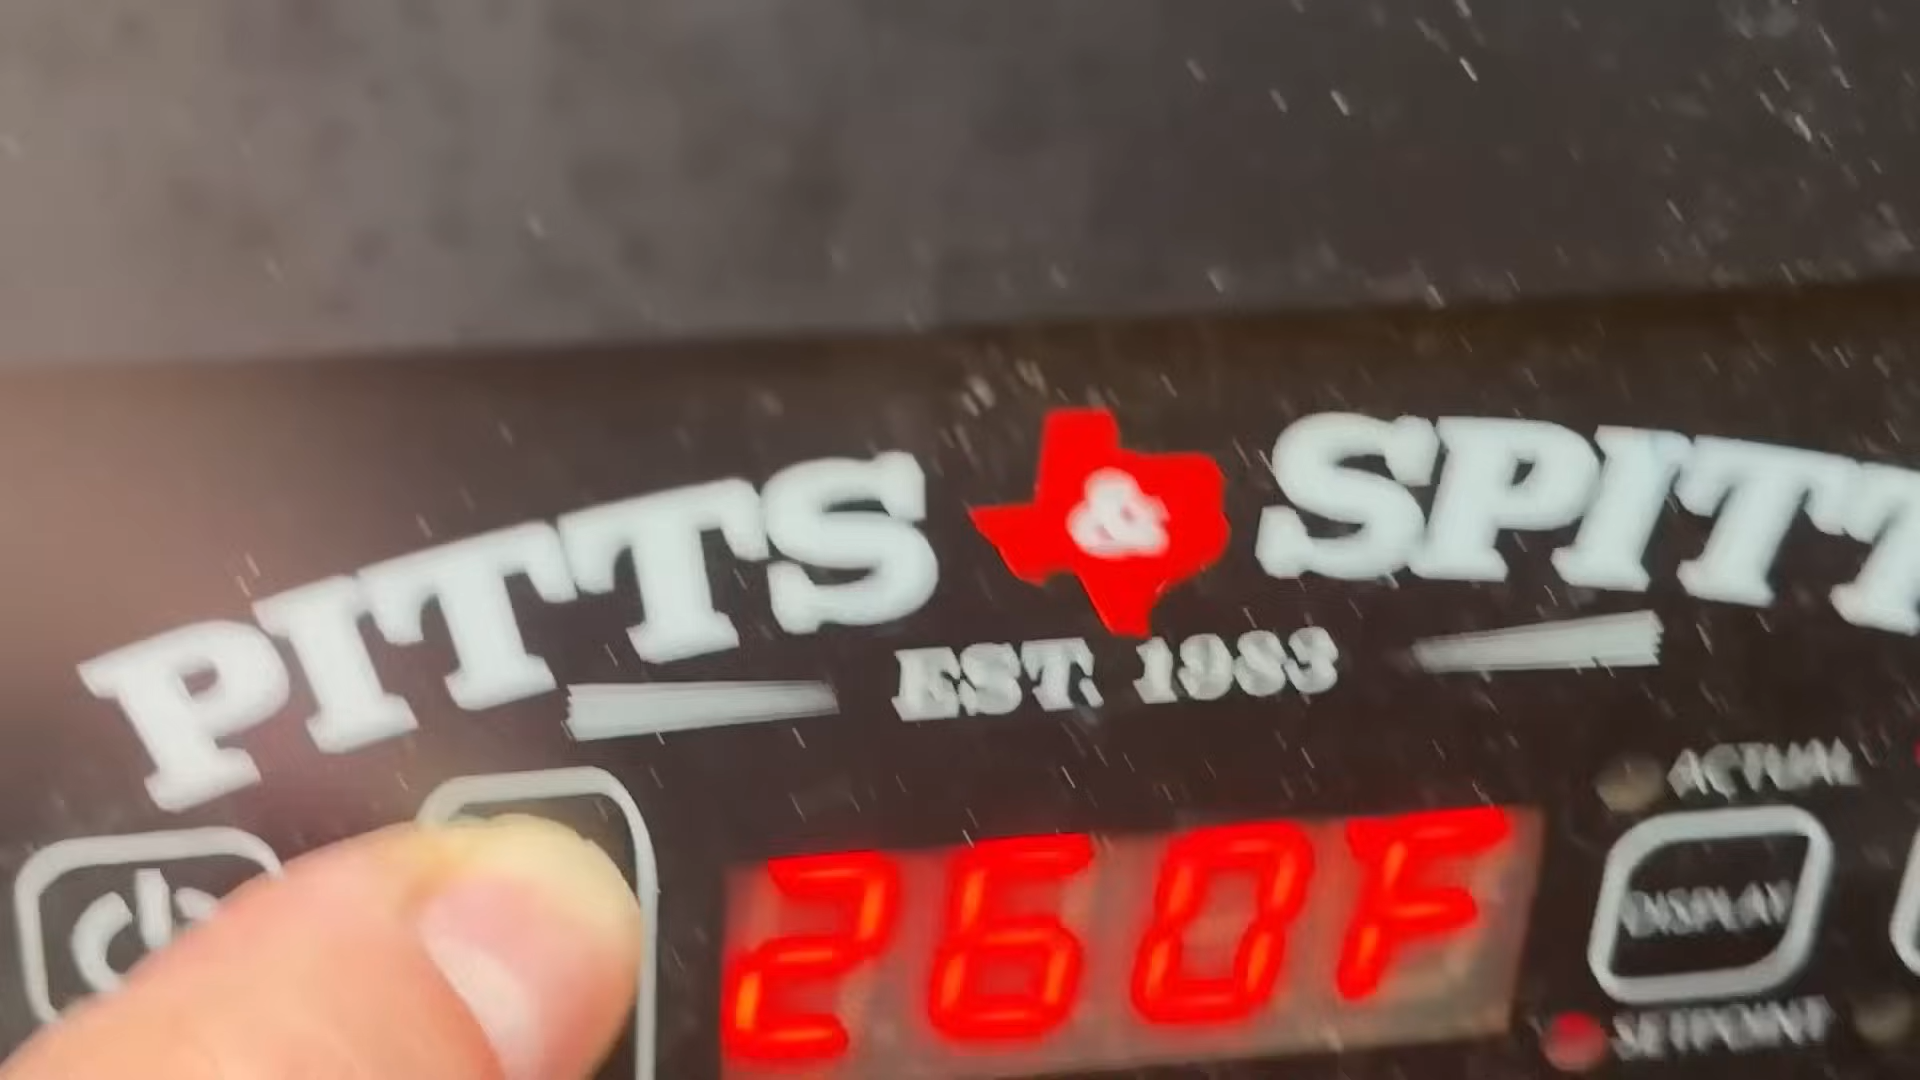 PITTS & SPITT
EST. 1983
ACTUAL
260F
DISPLAY
SETPOINT